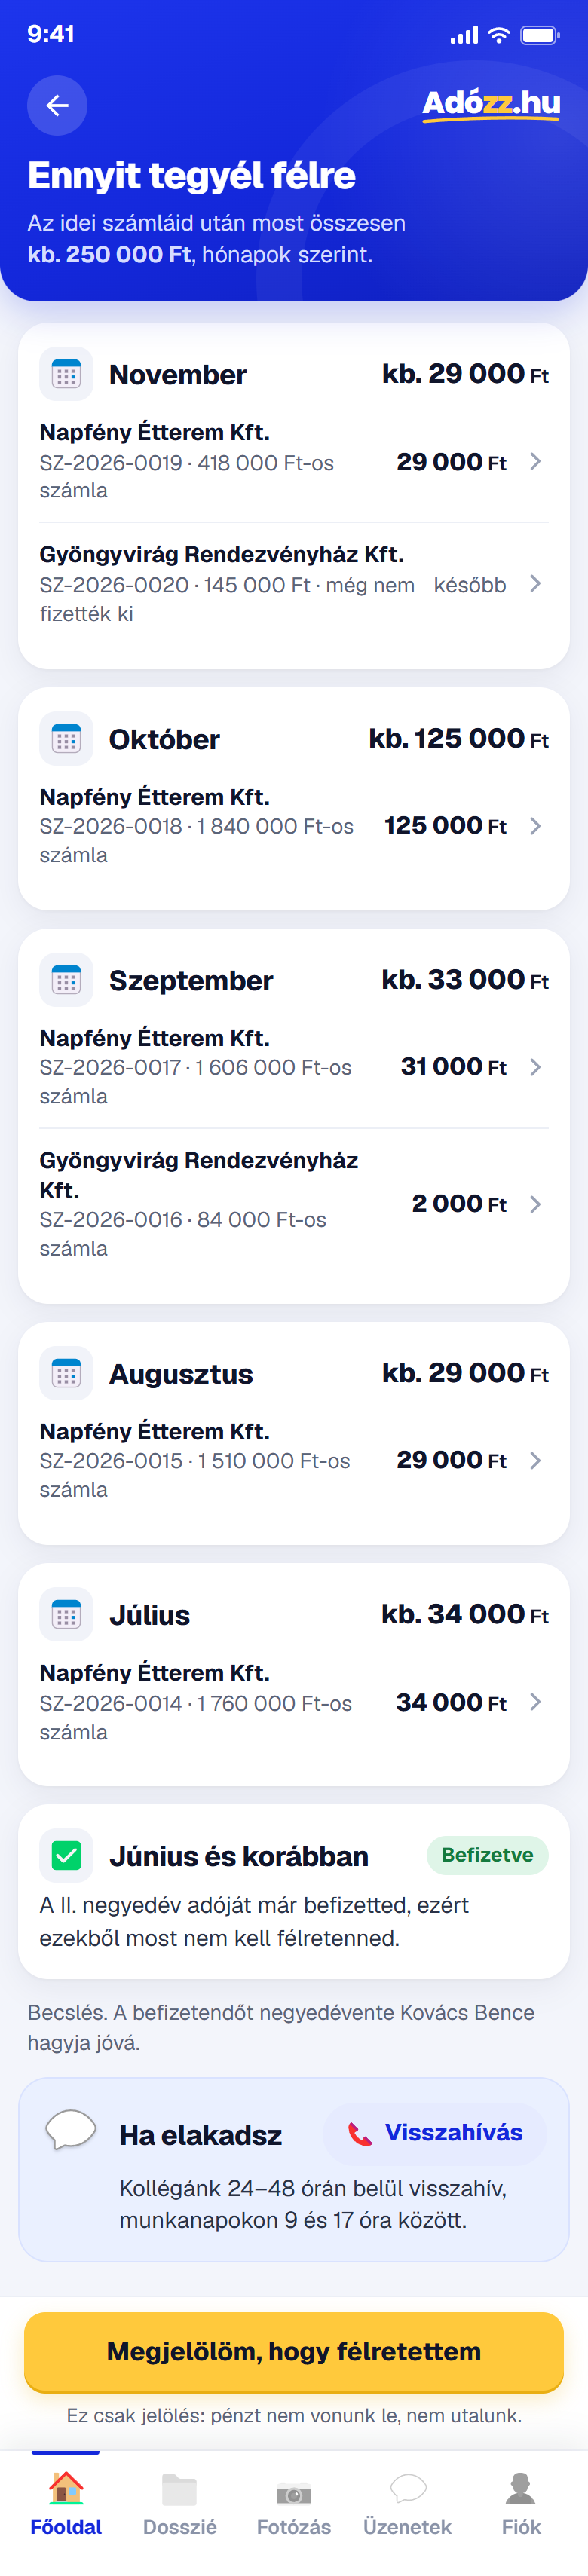 9:41
Adózz.hu
Ennyit tegyél félre
Az idei számláid után most összesen
kb. 250 000 Ft, hónapok szerint.
November kb. 29 000 Ft
Napfény Étterem Kft.
SZ-2026-0019 · 418 000 Ft-os
számla
29 000 Ft
Gyöngyvirág Rendezvényház Kft.
SZ-2026-0020 · 145 000 Ft · még nem
fizették ki
később
Október kb. 125 000 Ft
Napfény Étterem Kft.
SZ-2026-0018 · 1 840 000 Ft-os
számla
125 000 Ft
Szeptember kb. 33 000 Ft
Napfény Étterem Kft.
SZ-2026-0017 · 1 606 000 Ft-os
számla
31 000 Ft
Gyöngyvirág Rendezvényház
Kft.
SZ-2026-0016 · 84 000 Ft-os
számla
2 000 Ft
Augusztus kb. 29 000 Ft
Napfény Étterem Kft.
SZ-2026-0015 · 1 510 000 Ft-os
számla
29 000 Ft
Július kb. 34 000 Ft
Napfény Étterem Kft.
SZ-2026-0014 · 1 760 000 Ft-os
számla
34 000 Ft
Június és korábban Befizetve
A II. negyedév adóját már befizetted, ezért
ezekből most nem kell félretenned.
Becslés. A befizetendőt negyedévente Kovács Bence
hagyja jóvá.
Ha elakadsz Visszahívás
Kollégánk 24–48 órán belül visszahív,
munkanapokon 9 és 17 óra között.
Megjelölöm, hogy félretettem
Ez csak jelölés: pénzt nem vonunk le, nem utalunk.
Főoldal Dosszié Fotózás Üzenetek Fiók